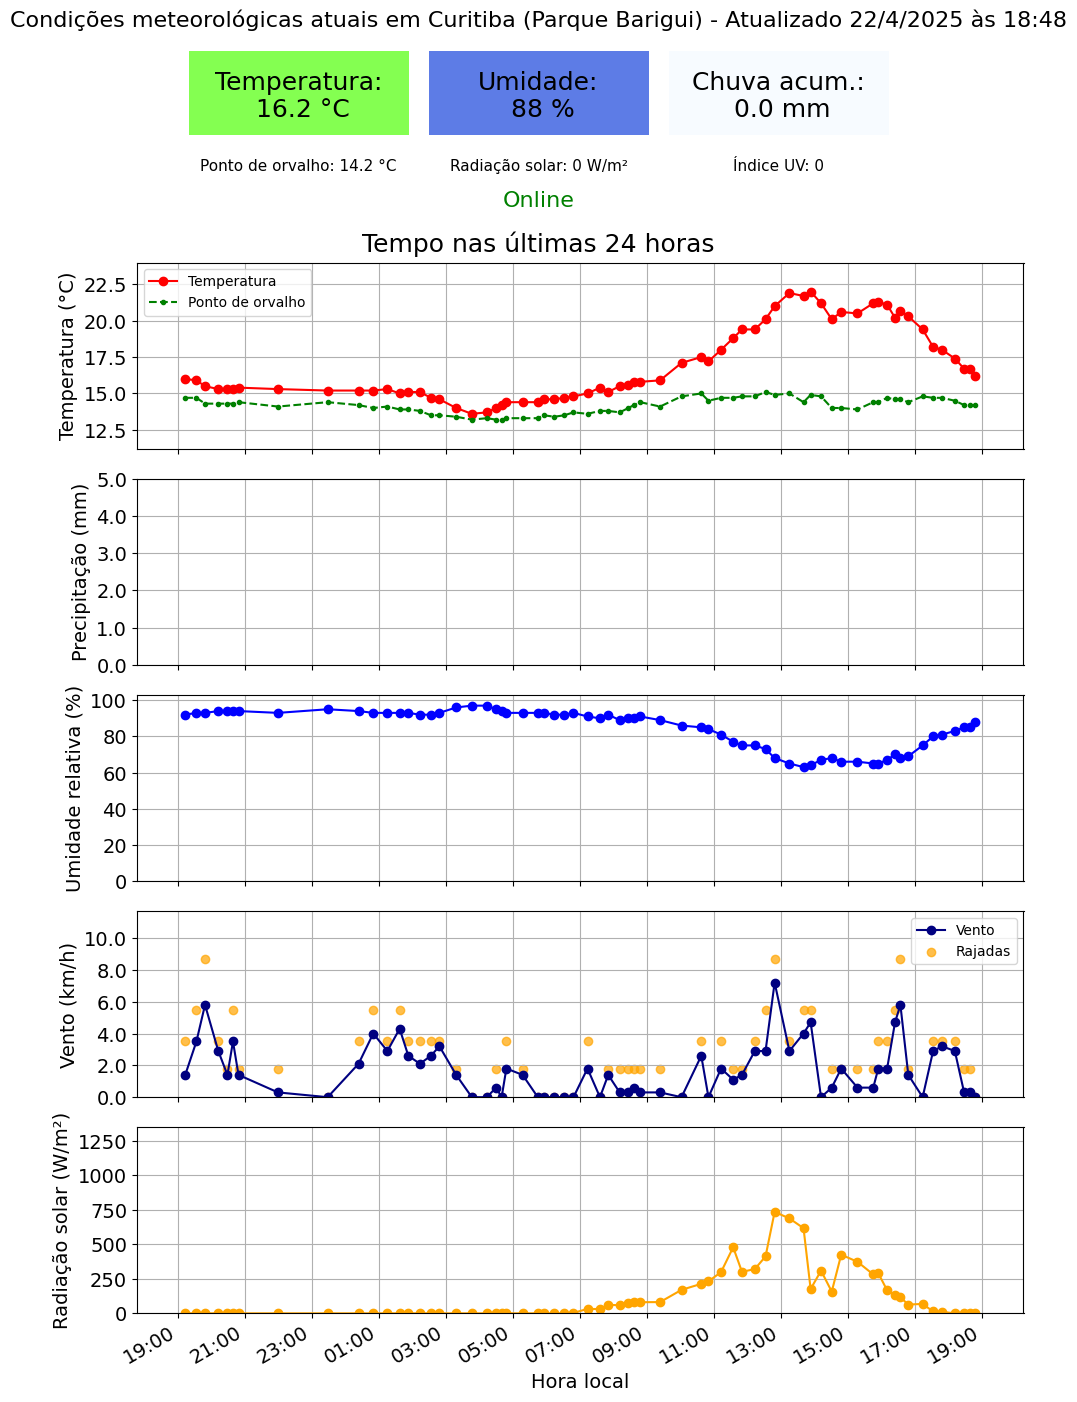 Condições meteorológicas atuais em Curitiba (Parque Barigui) - Atualizado 22/4/2025 às 18:48
Temperatura:
16.2 °C
Umidade:
88 %
Chuva acum.:
0.0 mm
Ponto de orvalho: 14.2 °C
Radiação solar: 0 W/m²
Índice UV: 0
Online
Tempo nas últimas 24 horas
Temperatura (°C)
22.5
20.0
17.5
15.0
12.5
Temperatura
Ponto de orvalho
Precipitação (mm)
5.0
4.0
3.0
2.0
1.0
0.0
Umidade relativa (%)
100
80
60
40
20
0
Vento (km/h)
10.0
8.0
6.0
4.0
2.0
0.0
Vento
Rajadas
Radiação solar (W/m²)
1250
1000
750
500
250
0
19:00
21:00
23:00
01:00
03:00
05:00
07:00
09:00
11:00
13:00
15:00
17:00
19:00
Hora local